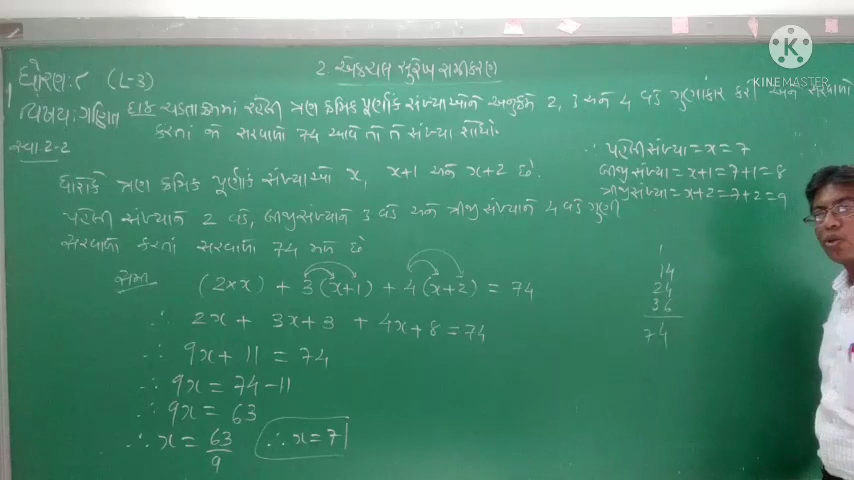 ધોરણ: ૮ (L-3)
2. એકચલ સુરેખ સમીકરણ
KINEMASTER
વિષય: ગણિત દાખ ચડતા ક્રમમાં રહેલી ત્રણ ક્રમિક પૂર્ણાંક સંખ્યાઓને અનુક્રમે 2, 3 અને 4 વડે ગુણાકાર કરી અને સરવાળો
કરતાં જો સરવાળો 74 આવે તો તે સંખ્યા શોધો.
સ્વા. 2-2
ધારોકે ત્રણ ક્રમિક પૂર્ણાંક સંખ્યાઓ x, x+1 અને x+2 છે.
પહેલી સંખ્યાને 2 વડે, બીજી સંખ્યાને 3 વડે અને ત્રીજી સંખ્યાને 4 વડે ગુણી
સરવાળો કરતાં સરવાળો 74 મળે છે
(2×x) + 3(x+1) + 4(x+2) = 74
∴ 2x + 3x+3 + 4x+8 = 74
∴ 9x + 11 = 74
∴ 9x = 74-11
∴ 9x = 63
∴ x = 63/9 ∴ x = 7
∴ પહેલી સંખ્યા = x = 7
બીજી સંખ્યા = x+1 = 7+1 = 8
ત્રીજી સંખ્યા = x+2 = 7+2 = 9
1
14
24
36
74